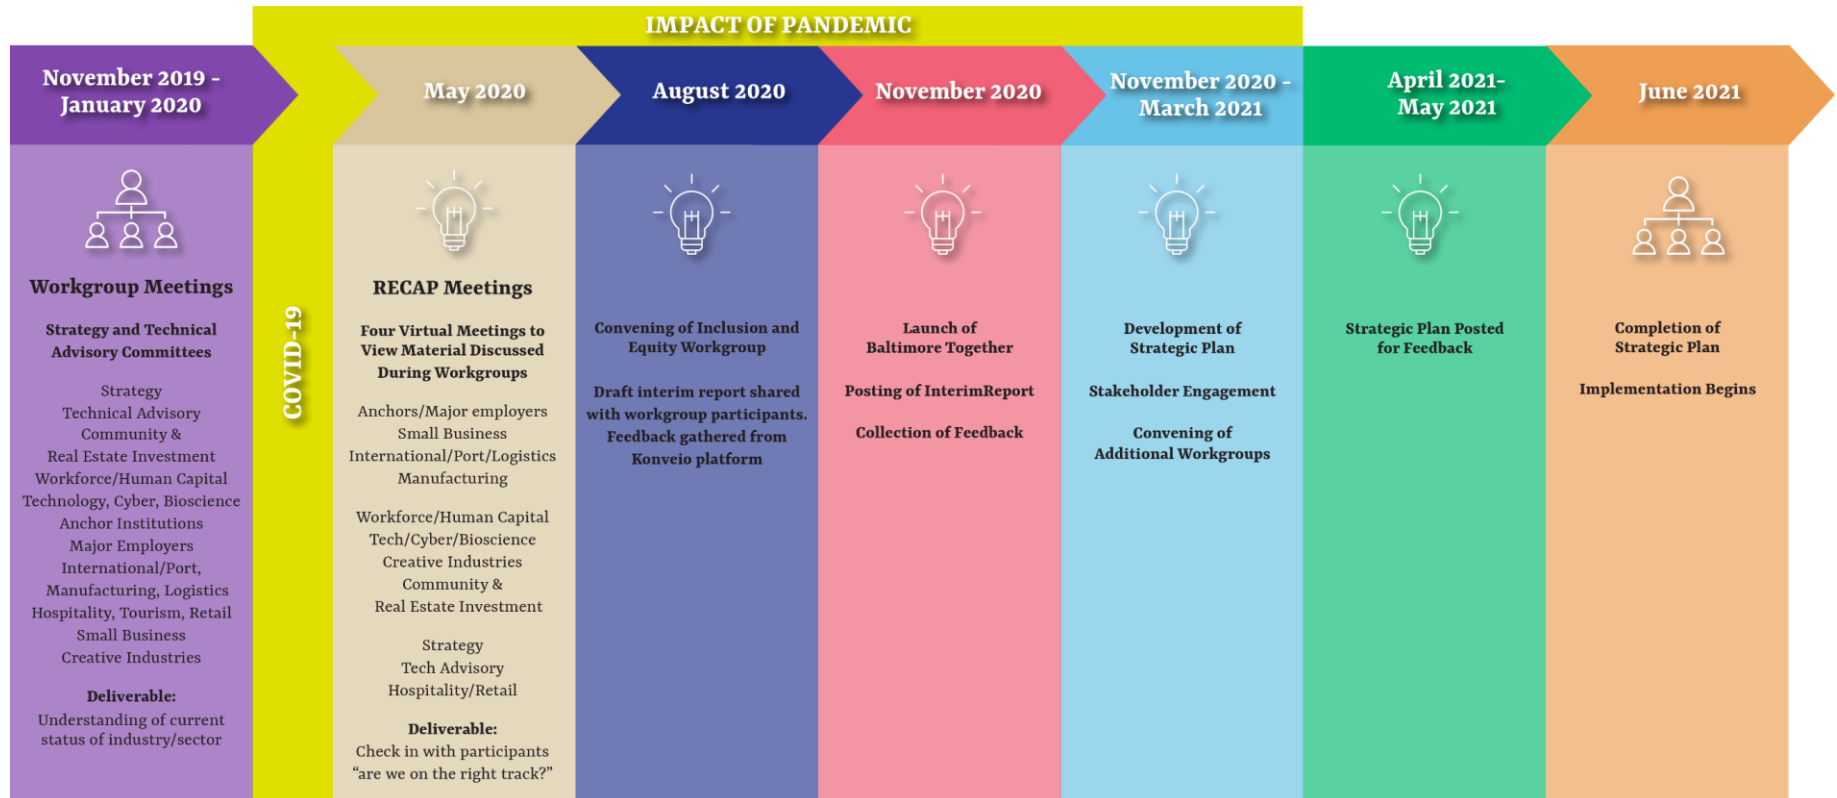 IMPACT OF PANDEMIC
November 2019 -
January 2020
Workgroup Meetings
Strategy and Technical
Advisory Committees
Strategy
Technical Advisory
Community &
Real Estate Investment
Workforce/Human Capital
Technology, Cyber, Bioscience
Anchor Institutions
Major Employers
International/Port,
Manufacturing, Logistics
Hospitality, Tourism, Retail
Small Business
Creative Industries
Deliverable:
Understanding of current
status of industry/sector
COVID-19
May 2020
RECAP Meetings
Four Virtual Meetings to
View Material Discussed
During Workgroups
Anchors/Major employers
Small Business
International/Port/Logistics
Manufacturing
Workforce/Human Capital
Tech/Cyber/Bioscience
Creative Industries
Community &
Real Estate Investment
Strategy
Tech Advisory
Hospitality/Retail
Deliverable:
Check in with participants
“are we on the right track?”
August 2020
Convening of Inclusion and
Equity Workgroup
Draft interim report shared
with workgroup participants.
Feedback gathered from
Konveio platform
November 2020
Launch of
Baltimore Together
Posting of InterimReport
Collection of Feedback
November 2020 -
March 2021
Development of
Strategic Plan
Stakeholder Engagement
Convening of
Additional Workgroups
April 2021-
May 2021
Strategic Plan Posted
for Feedback
June 2021
Completion of
Strategic Plan
Implementation Begins